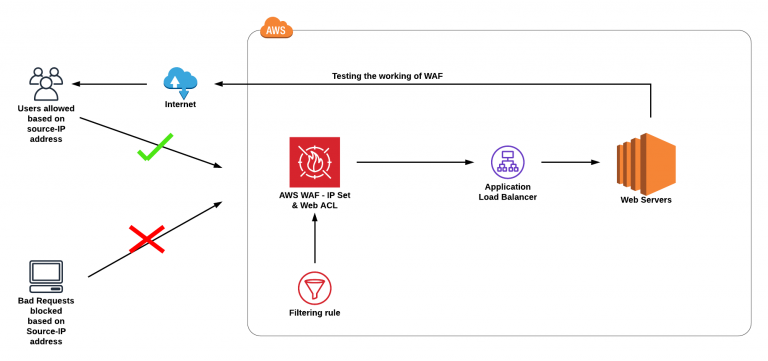 AWS
Testing the working of WAF
Internet
Users allowed
based on
source-IP
address
AWS WAF - IP Set
& Web ACL
Application
Load Balancer
Web Servers
Bad Requests
blocked
based on
Source-IP
address
Filtering rule